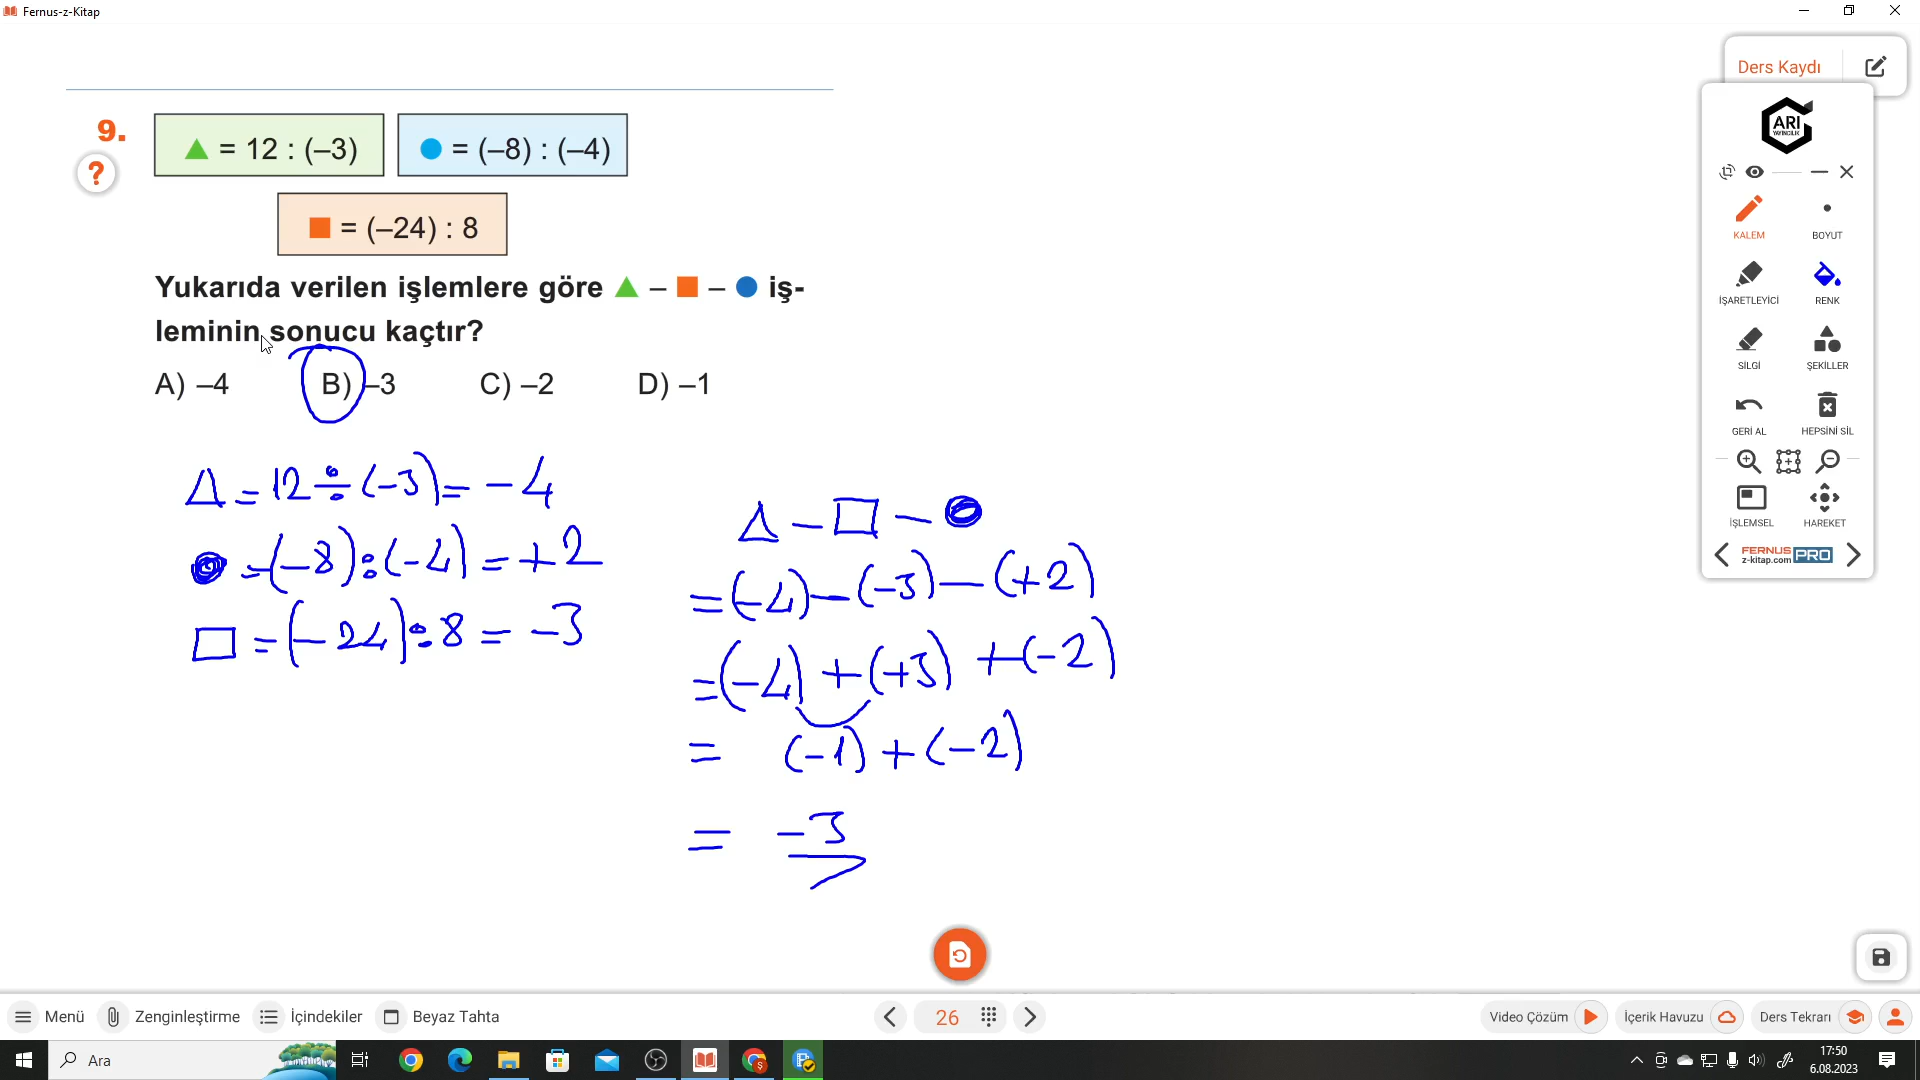 Fernus-z-Kitap
Ders Kaydı
9.
?
▲ = 12 : (–3)
● = (–8) : (–4)
■ = (–24) : 8
Yukarıda verilen işlemlere göre ▲ – ■ – ● iş-
leminin sonucu kaçtır?
A) –4 B) –3 C) –2 D) –1
Δ = 12 ÷ (-3) = -4
● = (-8) : (-4) = +2
□ = (-24) : 8 = -3
Δ - □ - ●
= (-4) - (-3) - (+2)
= (-4) + (+3) + (-2)
= (-1) + (-2)
= -3
ARI
YAYINCILIK
KALEM
BOYUT
İŞARETLEYİCİ
RENK
SİLGİ
ŞEKİLLER
GERİ AL
HEPSİNİ SİL
İŞLEMSEL
HAREKET
FERNUS
z-kitap.com PRO
Menü
Zenginleştirme
İçindekiler
Beyaz Tahta
26
Video Çözüm
İçerik Havuzu
Ders Tekrarı
Ara
17:50
6.08.2023